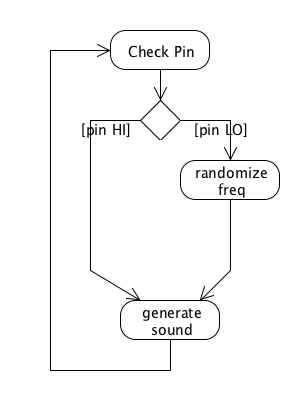 Check Pin
[pin HI]
[pin LO]
randomize
freq
generate
sound